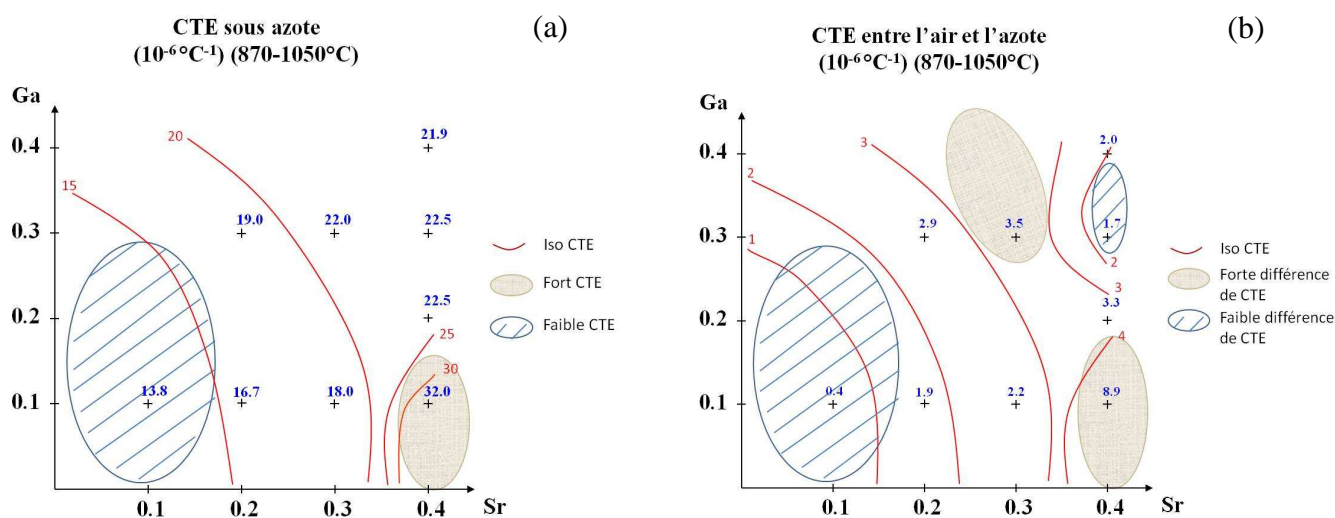 CTE sous azote
(10-6 °C-1) (870-1050°C)
(a)
Ga
0.4
0.3
0.2
0.1
0.1
0.2
0.3
0.4
Sr
20
15
25
30
21.9
19.0
22.0
22.5
22.5
13.8
16.7
18.0
32.0
Iso CTE
Fort CTE
Faible CTE
CTE entre l'air et l'azote
(10-6 °C-1) (870-1050°C)
(b)
Ga
0.4
0.3
0.2
0.1
0.1
0.2
0.3
0.4
Sr
3
2
1
2
3
4
2.0
2.9
3.5
1.7
3.3
0.4
1.9
2.2
8.9
Iso CTE
Forte différence
de CTE
Faible différence
de CTE